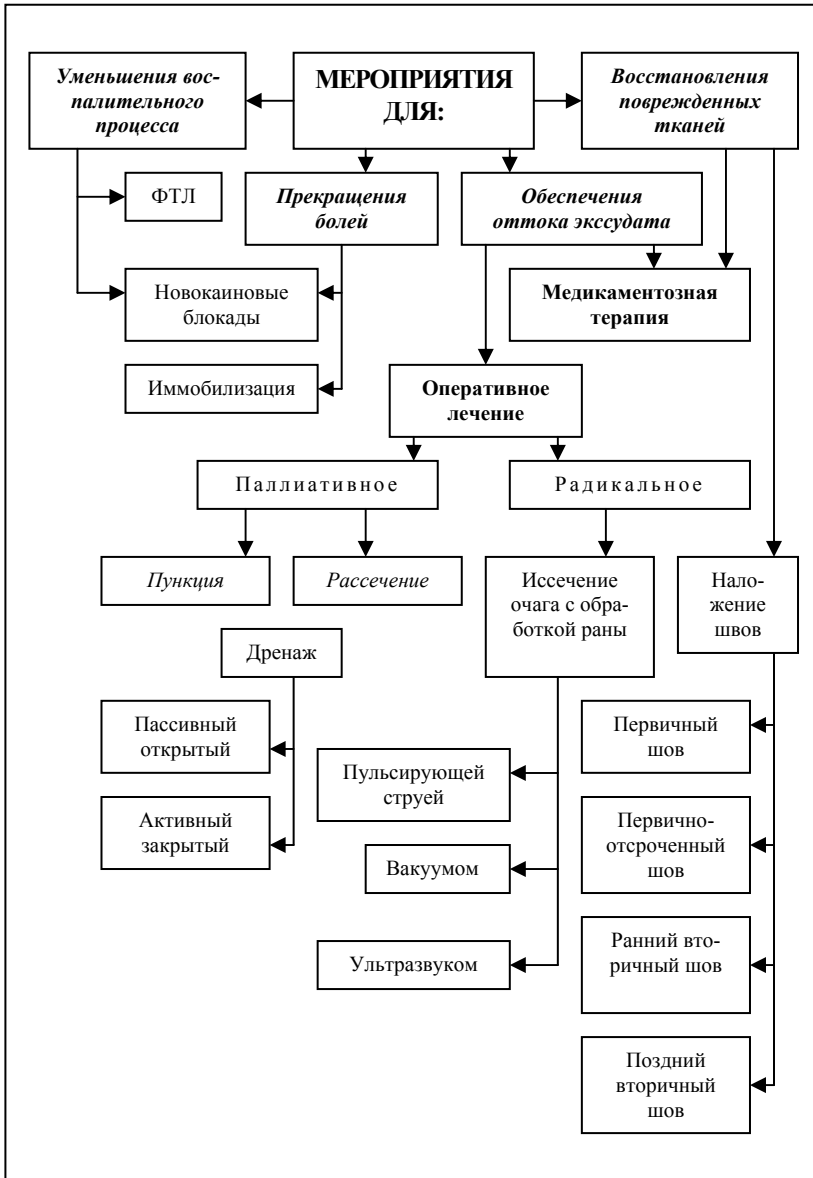 Уменьшения вос-
палительного
процесса
МЕРОПРИЯТИЯ
ДЛЯ:
Восстановления
поврежденных
тканей
ФТЛ
Прекращения
болей
Обеспечения
оттока экссудата
Новокаиновые
блокады
Медикаментозная
терапия
Иммобилизация
Оперативное
лечение
Паллиативное
Радикальное
Пункция
Рассечение
Иссечение
очага с обра-
боткой раны
Нало-
жение
швов
Дренаж
Пассивный
открытый
Первичный
шов
Пульсирующей
струей
Активный
закрытый
Первично-
отсроченный
шов
Вакуумом
Ранний вто-
ричный шов
Ультразвуком
Поздний
вторичный
шов